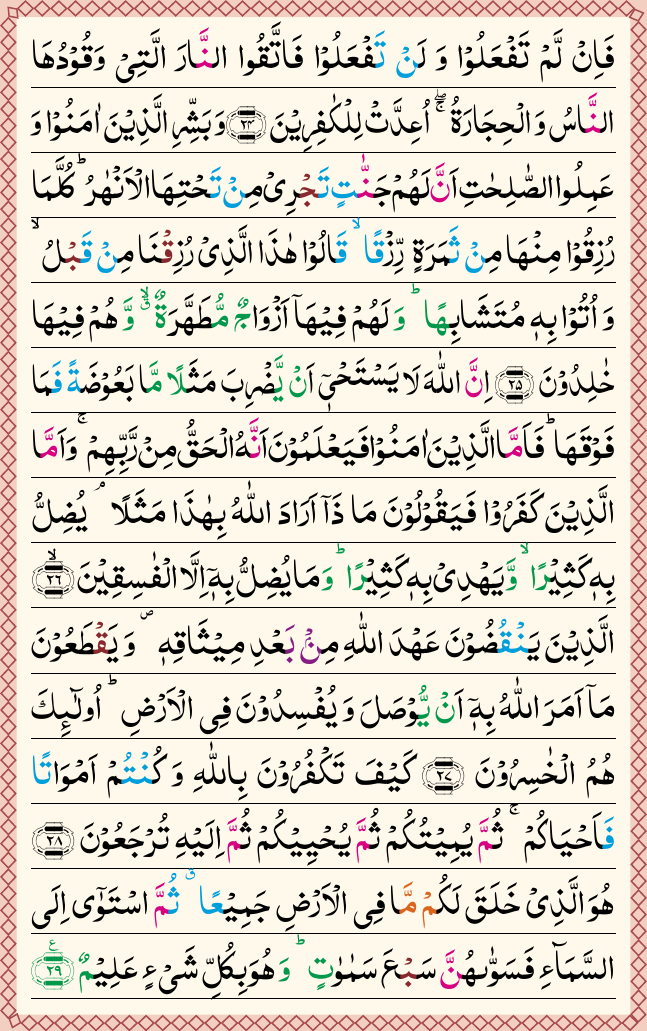 فَاِنْ لَّمْ تَفْعَلُوْا وَ لَنْ تَفْعَلُوْا فَاتَّقُوا النَّارَ الَّتِیْ وَقُوْدُهَا
النَّاسُ وَ الْحِجَارَةُ ۚۖ اُعِدَّتْ لِلْكٰفِرِیْنَ ﴿۲۴﴾ وَ بَشِّرِ الَّذِیْنَ اٰمَنُوْا وَ
عَمِلُوا الصّٰلِحٰتِ اَنَّ لَهُمْ جَنّٰتٍ تَجْرِیْ مِنْ تَحْتِهَا الْاَنْهٰرُ ؕ كُلَّمَا
رُزِقُوْا مِنْهَا مِنْ ثَمَرَةٍ رِّزْقًا ۙ قَالُوْا هٰذَا الَّذِیْ رُزِقْنَا مِنْ قَبْلُ ۙ
وَ اُتُوْا بِهٖ مُتَشَابِهًا ؕ وَ لَهُمْ فِیْهَاۤ اَزْوَاجٌ مُّطَهَّرَةٌ ۙۗ وَّ هُمْ فِیْهَا
خٰلِدُوْنَ ﴿۲۵﴾ اِنَّ اللّٰهَ لَا یَسْتَحْیٖۤ اَنْ یَّضْرِبَ مَثَلًا مَّا بَعُوْضَةً فَمَا
فَوْقَهَا ؕ فَاَمَّا الَّذِیْنَ اٰمَنُوْا فَیَعْلَمُوْنَ اَنَّهُ الْحَقُّ مِنْ رَّبِّهِمْ ۚ وَ اَمَّا
الَّذِیْنَ كَفَرُوْا فَیَقُوْلُوْنَ مَا ذَاۤ اَرَادَ اللّٰهُ بِهٰذَا مَثَلًا ۘ یُضِلُّ
بِهٖ كَثِیْرًا ۙ وَّ یَهْدِیْ بِهٖ كَثِیْرًا ؕ وَ مَا یُضِلُّ بِهٖۤ اِلَّا الْفٰسِقِیْنَ ﴿۲۶﴾ۙ
الَّذِیْنَ یَنْقُضُوْنَ عَهْدَ اللّٰهِ مِنْۢ بَعْدِ مِیْثَاقِهٖ ۪ وَ یَقْطَعُوْنَ
مَاۤ اَمَرَ اللّٰهُ بِهٖۤ اَنْ یُّوْصَلَ وَ یُفْسِدُوْنَ فِی الْاَرْضِ ؕ اُولٰٓىِٕكَ
هُمُ الْخٰسِرُوْنَ ﴿۲۷﴾ كَیْفَ تَكْفُرُوْنَ بِاللّٰهِ وَ كُنْتُمْ اَمْوَاتًا
فَاَحْیَاكُمْ ۚ ثُمَّ یُمِیْتُكُمْ ثُمَّ یُحْیِیْكُمْ ثُمَّ اِلَیْهِ تُرْجَعُوْنَ ﴿۲۸﴾
هُوَ الَّذِیْ خَلَقَ لَكُمْ مَّا فِی الْاَرْضِ جَمِیْعًا ۗ ثُمَّ اسْتَوٰۤی اِلَی
السَّمَآءِ فَسَوّٰىهُنَّ سَبْعَ سَمٰوٰتٍ ؕ وَ هُوَ بِكُلِّ شَیْءٍ عَلِیْمٌ ﴿۲۹﴾ ع